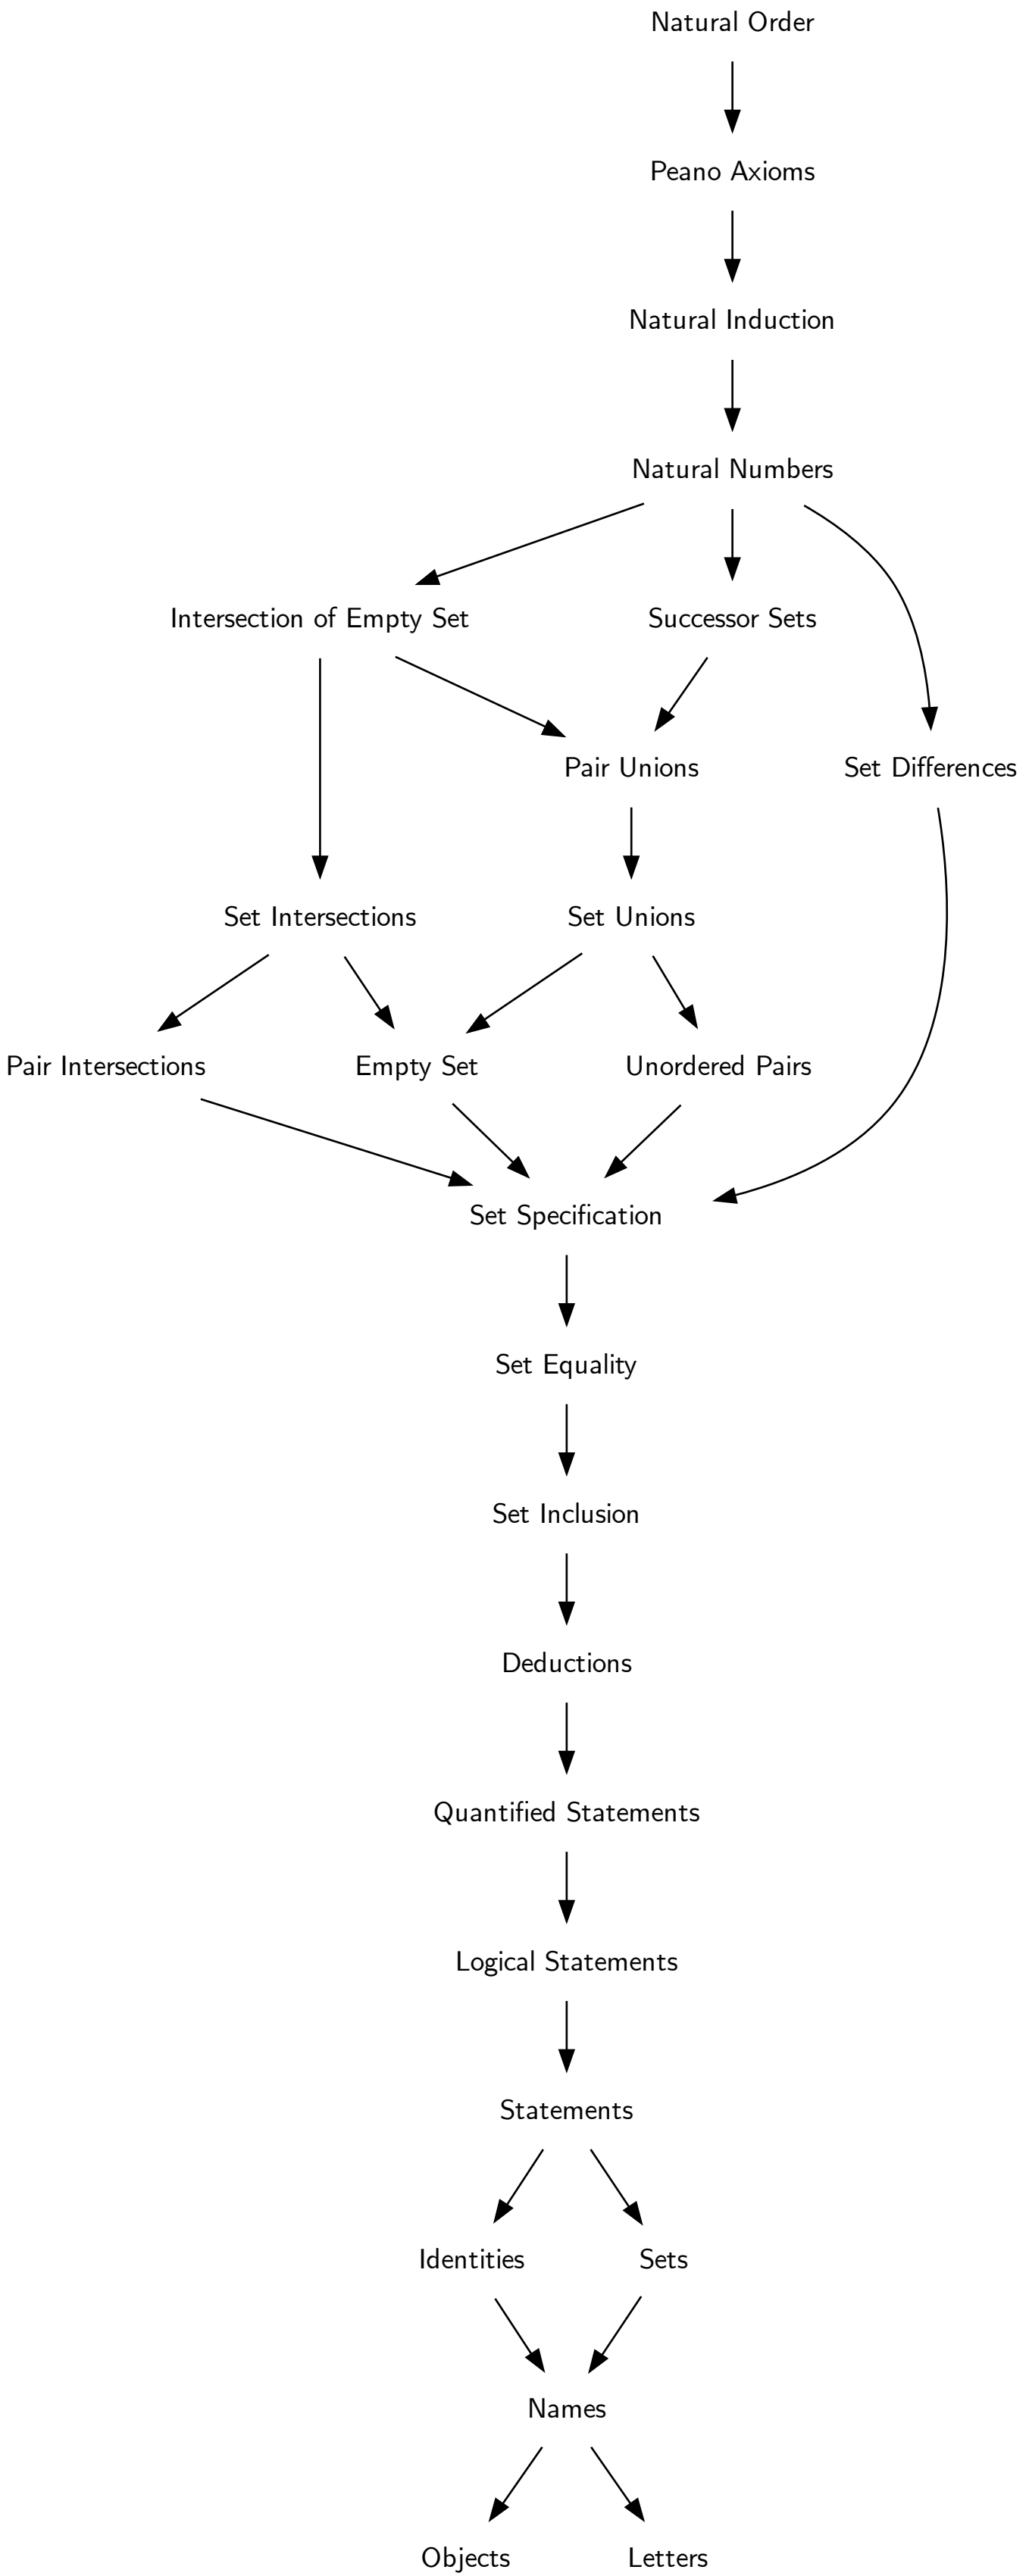 Natural Order
Peano Axioms
Natural Induction
Natural Numbers
Intersection of Empty Set
Successor Sets
Pair Unions
Set Differences
Set Intersections
Set Unions
Pair Intersections
Empty Set
Unordered Pairs
Set Specification
Set Equality
Set Inclusion
Deductions
Quantified Statements
Logical Statements
Statements
Identities
Sets
Names
Objects
Letters